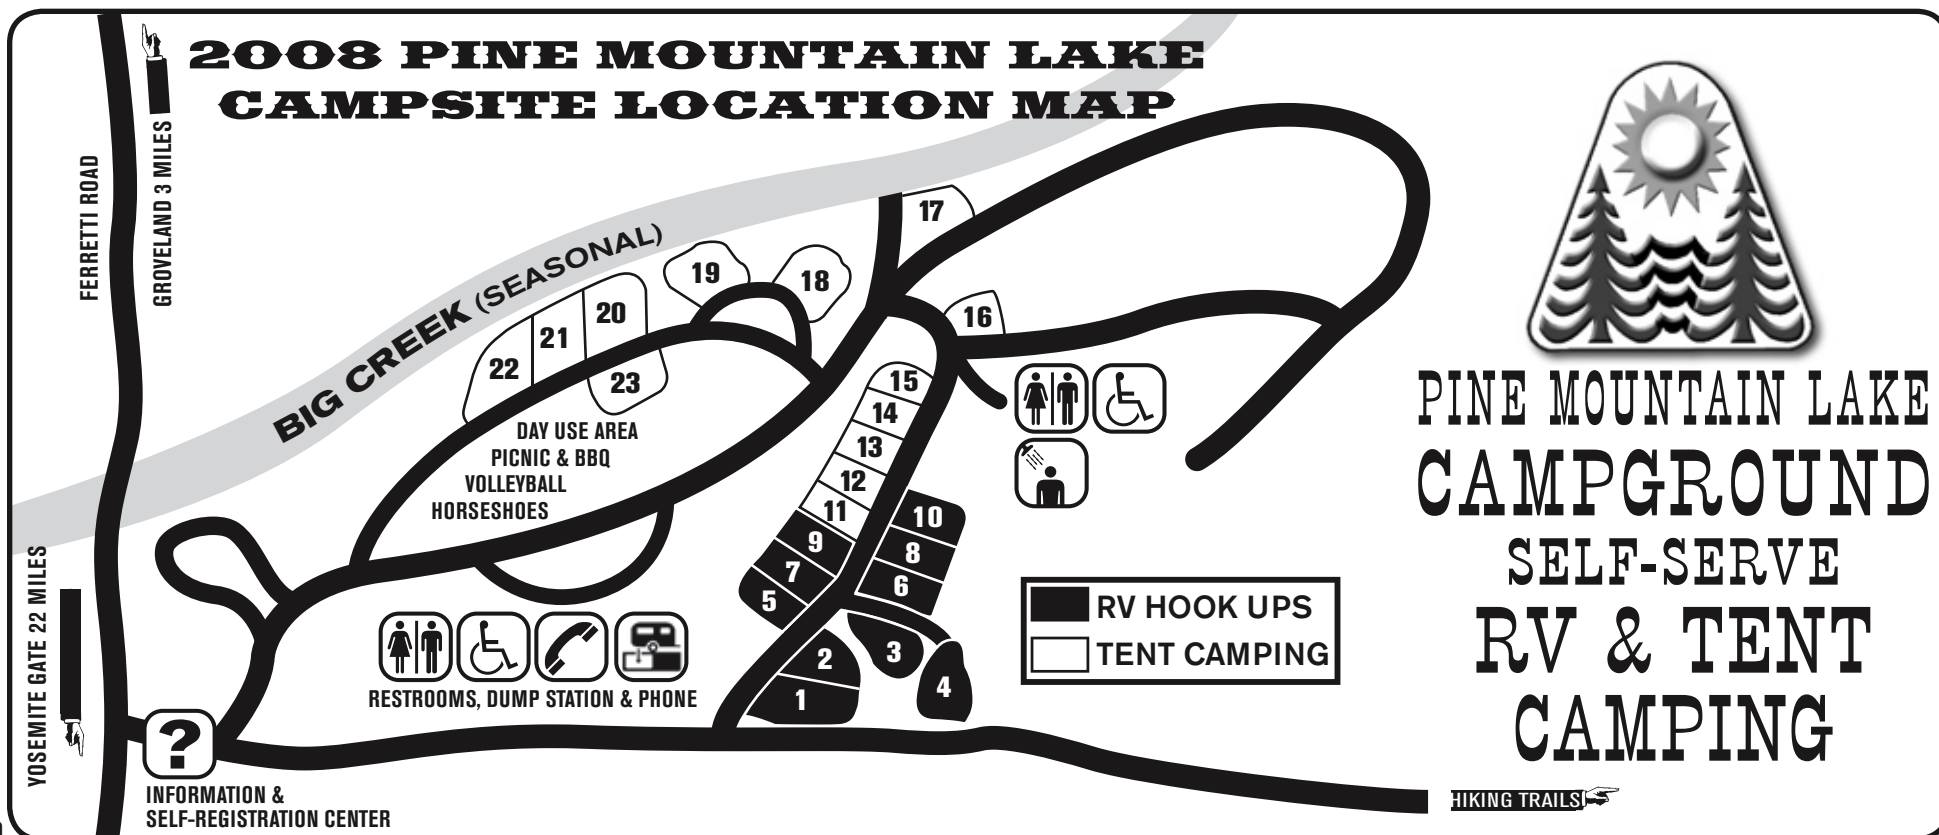 2008 PINE MOUNTAIN LAKE
CAMPSITE LOCATION MAP
FERRETTI ROAD
GROVELAND 3 MILES
BIG CREEK (SEASONAL)
17
19
18
20
21
22
23
16
15
14
13
12
11
10
9
8
7
6
5
3
2
4
1
DAY USE AREA
PICNIC & BBQ
VOLLEYBALL
HORSESHOES
YOSEMITE GATE 22 MILES
RESTROOMS, DUMP STATION & PHONE
?
INFORMATION &
SELF-REGISTRATION CENTER
RV HOOK UPS
TENT CAMPING
HIKING TRAILS
PINE MOUNTAIN LAKE
CAMPGROUND
SELF-SERVE
RV & TENT
CAMPING